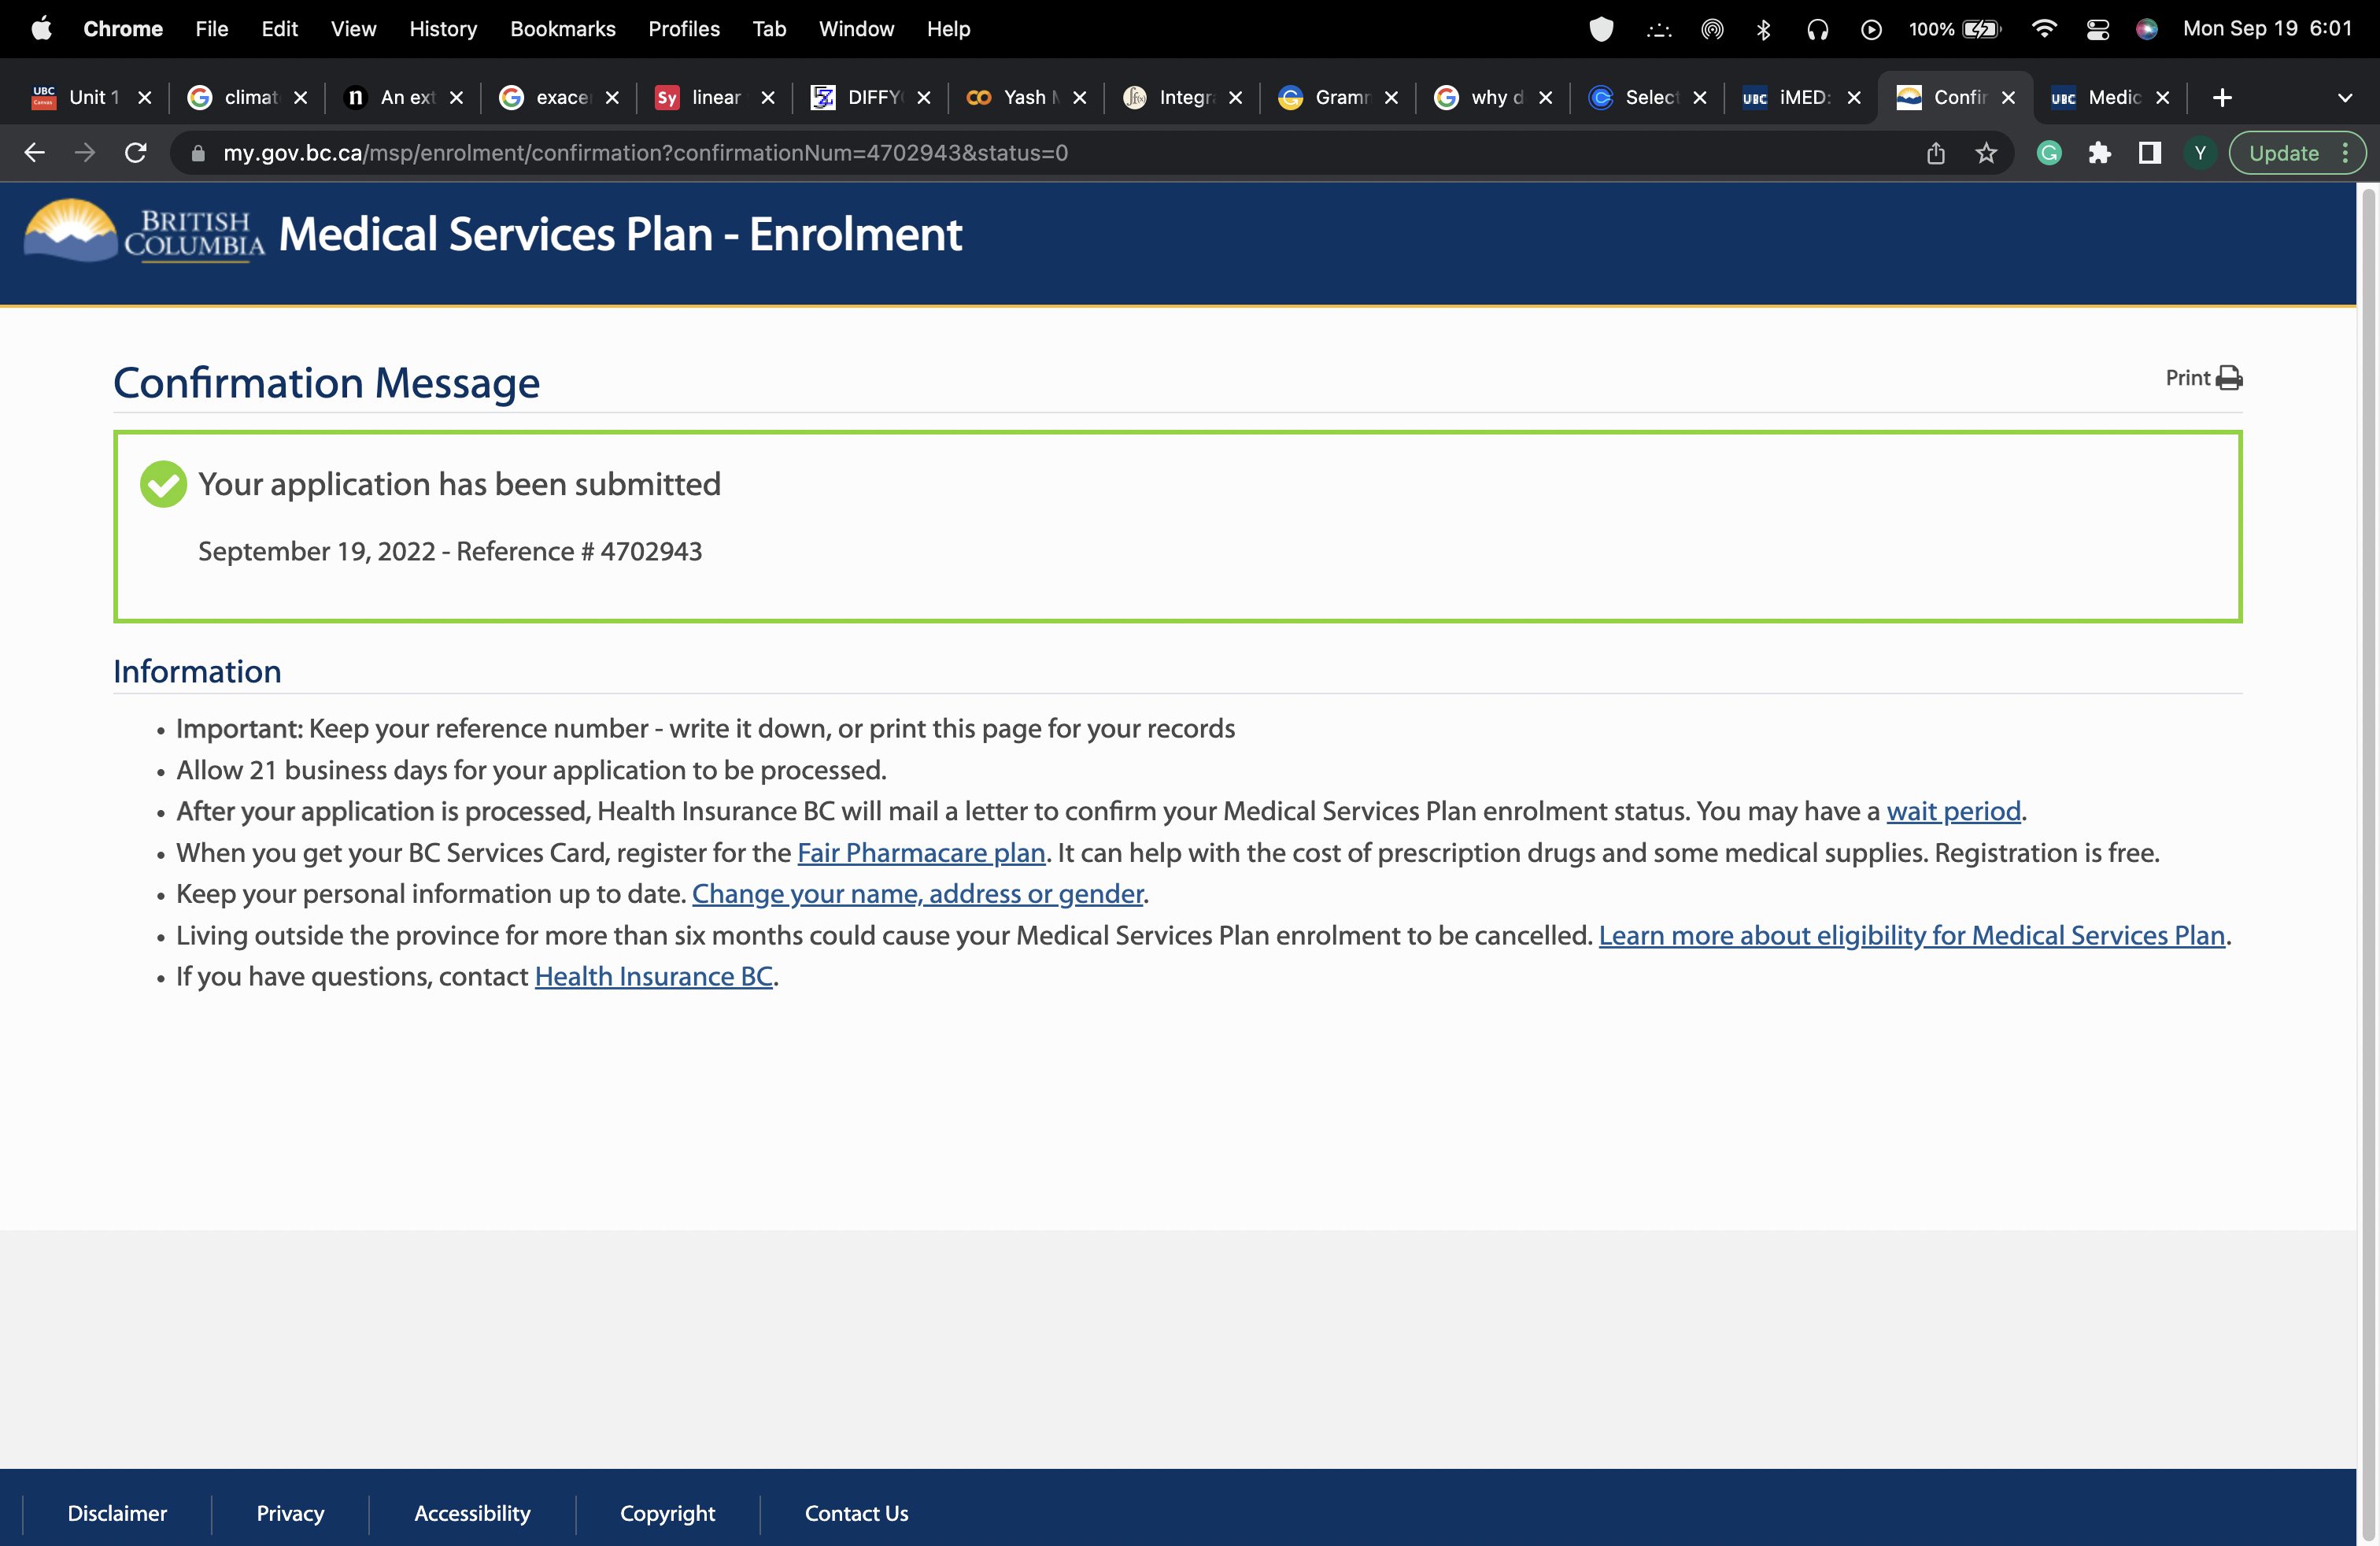 Chrome File Edit View History Bookmarks Profiles Tab Window Help 100% Mon Sep 19 6:01
UBC Canvas Unit 1 climat n An ext exace Sy linear DIFFY Yash Integr Gram why d Select UBC iMED: Confir UBC Medic
my.gov.bc.ca/msp/enrolment/confirmation?confirmationNum=4702943&status=0 G Y Update
BRITISH COLUMBIA Medical Services Plan - Enrolment
Confirmation Message Print
Your application has been submitted
September 19, 2022 - Reference # 4702943
Information
• Important: Keep your reference number - write it down, or print this page for your records
• Allow 21 business days for your application to be processed.
• After your application is processed, Health Insurance BC will mail a letter to confirm your Medical Services Plan enrolment status. You may have a wait period.
• When you get your BC Services Card, register for the Fair Pharmacare plan. It can help with the cost of prescription drugs and some medical supplies. Registration is free.
• Keep your personal information up to date. Change your name, address or gender.
• Living outside the province for more than six months could cause your Medical Services Plan enrolment to be cancelled. Learn more about eligibility for Medical Services Plan.
• If you have questions, contact Health Insurance BC.
Disclaimer Privacy Accessibility Copyright Contact Us